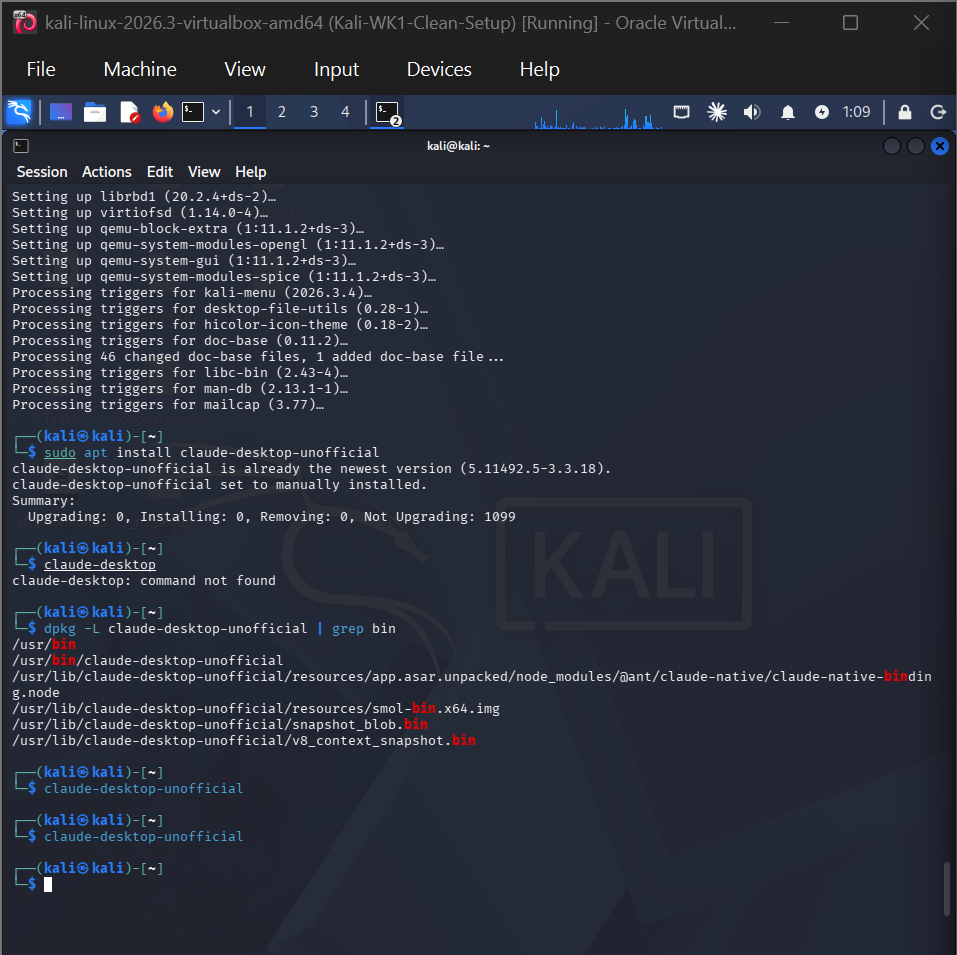 kali-linux-2026.3-virtualbox-amd64 (Kali-WK1-Clean-Setup) [Running] - Oracle Virtual...
File Machine View Input Devices Help
1 2 3 4 2 1:09
kali@kali: ~
Session Actions Edit View Help
Setting up librbd1 (20.2.4+ds-2)…
Setting up virtiofsd (1.14.0-4)…
Setting up qemu-block-extra (1:11.1.2+ds-3)…
Setting up qemu-system-modules-opengl (1:11.1.2+ds-3)…
Setting up qemu-system-gui (1:11.1.2+ds-3)…
Setting up qemu-system-modules-spice (1:11.1.2+ds-3)…
Processing triggers for kali-menu (2026.3.4)…
Processing triggers for desktop-file-utils (0.28-1)…
Processing triggers for hicolor-icon-theme (0.18-2)…
Processing triggers for doc-base (0.11.2)…
Processing 46 changed doc-base files, 1 added doc-base file...
Processing triggers for libc-bin (2.43-4)…
Processing triggers for man-db (2.13.1-1)…
Processing triggers for mailcap (3.77)…
┌──(kali㉿kali)-[~]
└─$ sudo apt install claude-desktop-unofficial
claude-desktop-unofficial is already the newest version (5.11492.5-3.3.18).
claude-desktop-unofficial set to manually installed.
Summary:
  Upgrading: 0, Installing: 0, Removing: 0, Not Upgrading: 1099
┌──(kali㉿kali)-[~]
└─$ claude-desktop
claude-desktop: command not found
┌──(kali㉿kali)-[~]
└─$ dpkg -L claude-desktop-unofficial | grep bin
/usr/bin
/usr/bin/claude-desktop-unofficial
/usr/lib/claude-desktop-unofficial/resources/app.asar.unpacked/node_modules/@ant/claude-native/claude-native-bindin
g.node
/usr/lib/claude-desktop-unofficial/resources/smol-bin.x64.img
/usr/lib/claude-desktop-unofficial/snapshot_blob.bin
/usr/lib/claude-desktop-unofficial/v8_context_snapshot.bin
┌──(kali㉿kali)-[~]
└─$ claude-desktop-unofficial
┌──(kali㉿kali)-[~]
└─$ claude-desktop-unofficial
┌──(kali㉿kali)-[~]
└─$
KALI